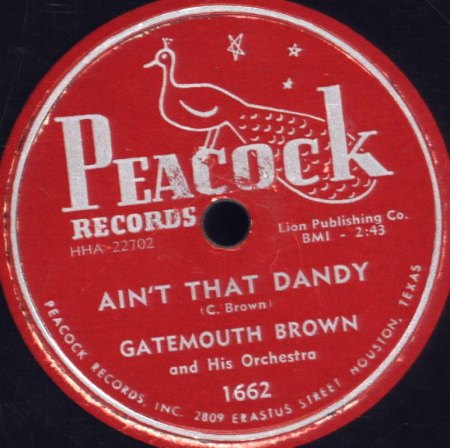 PEACOCK
RECORDS
HHA-22702
Lion Publishing Co.
BMI - 2:43
AIN'T THAT DANDY
(C. Brown)
GATEMOUTH BROWN
and His Orchestra
1662
PEACOCK RECORDS, INC. 2809 ERASTUS STREET HOUSTON, TEXAS